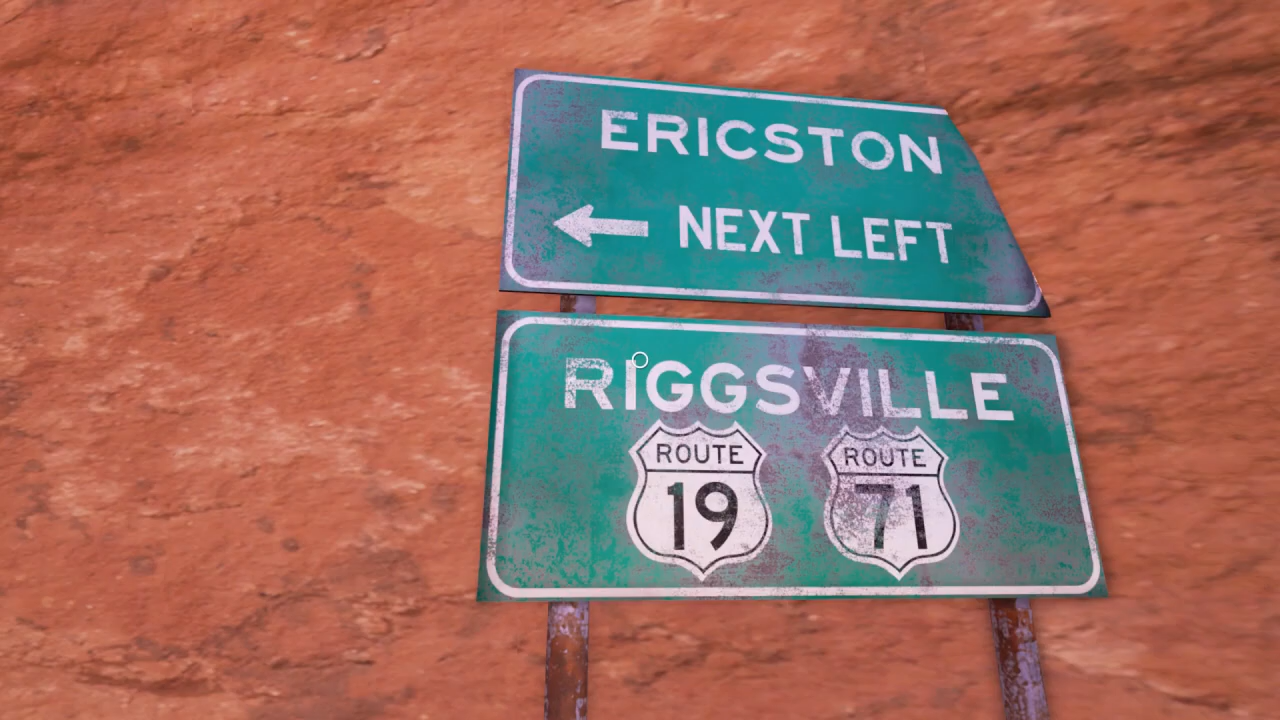 ERICSTON
NEXT LEFT
RIGGSVILLE
ROUTE 19
ROUTE 71